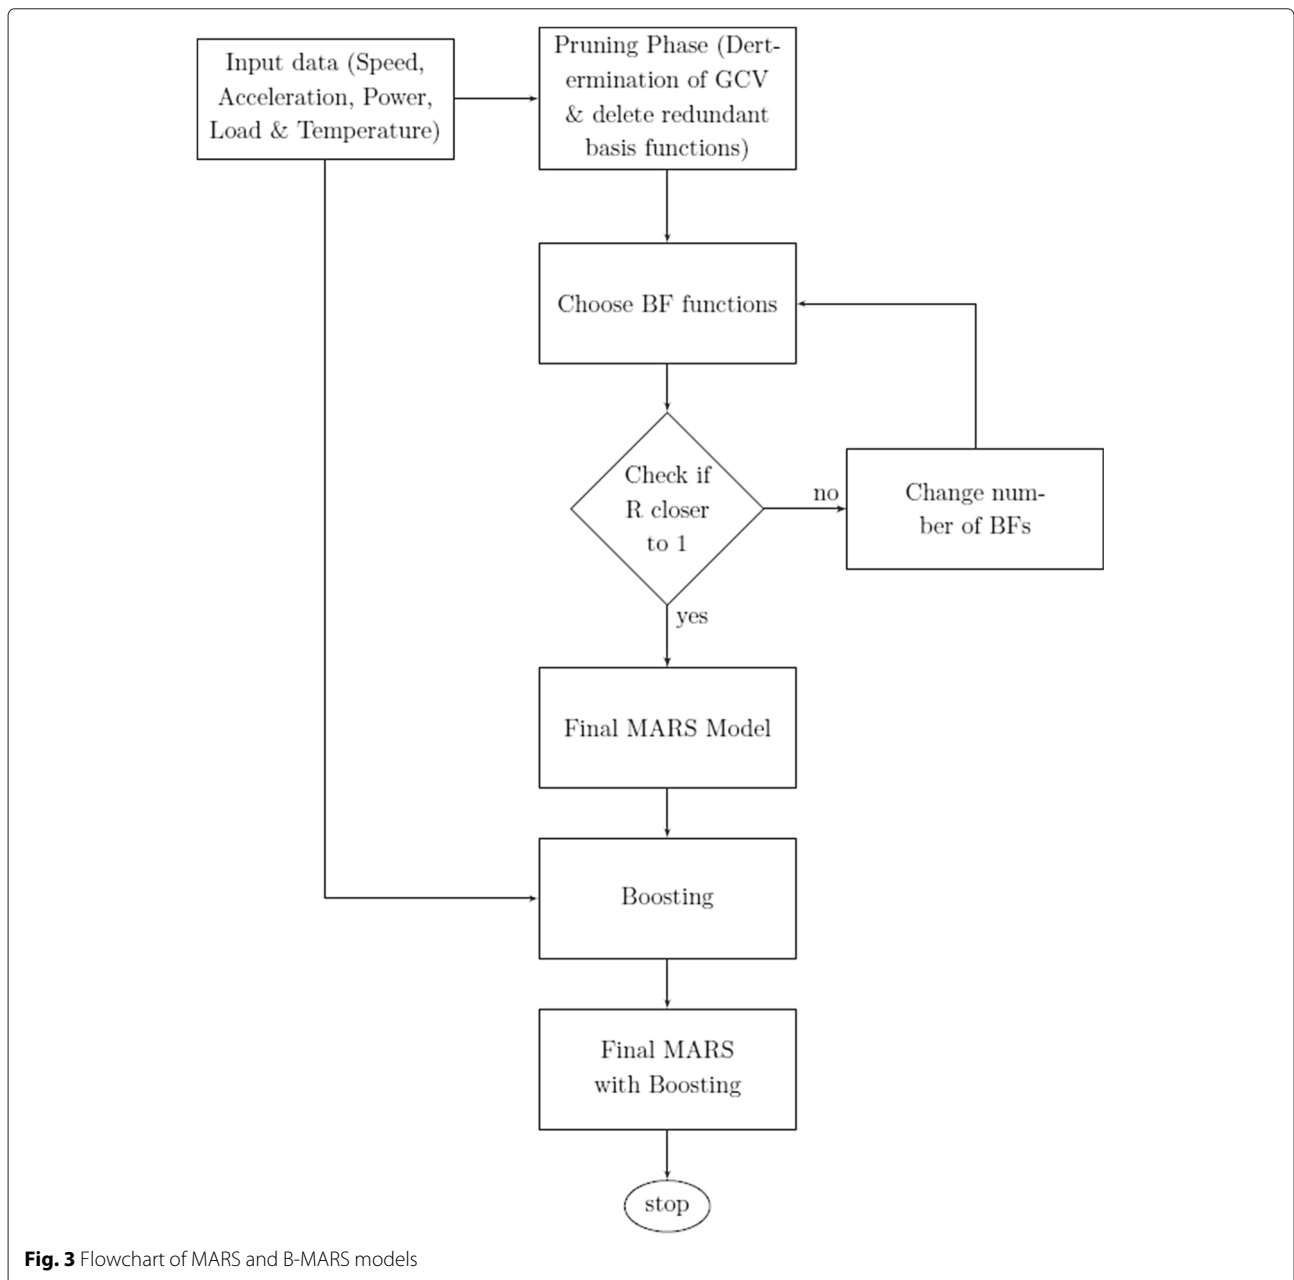 Input data (Speed,
Acceleration, Power,
Load & Temperature)
Pruning Phase (Dert-
ermination of GCV
& delete redundant
basis functions)
Choose BF functions
Check if
R closer
to 1
no
Change num-
ber of BFs
yes
Final MARS Model
Boosting
Final MARS
with Boosting
stop
Fig. 3 Flowchart of MARS and B-MARS models